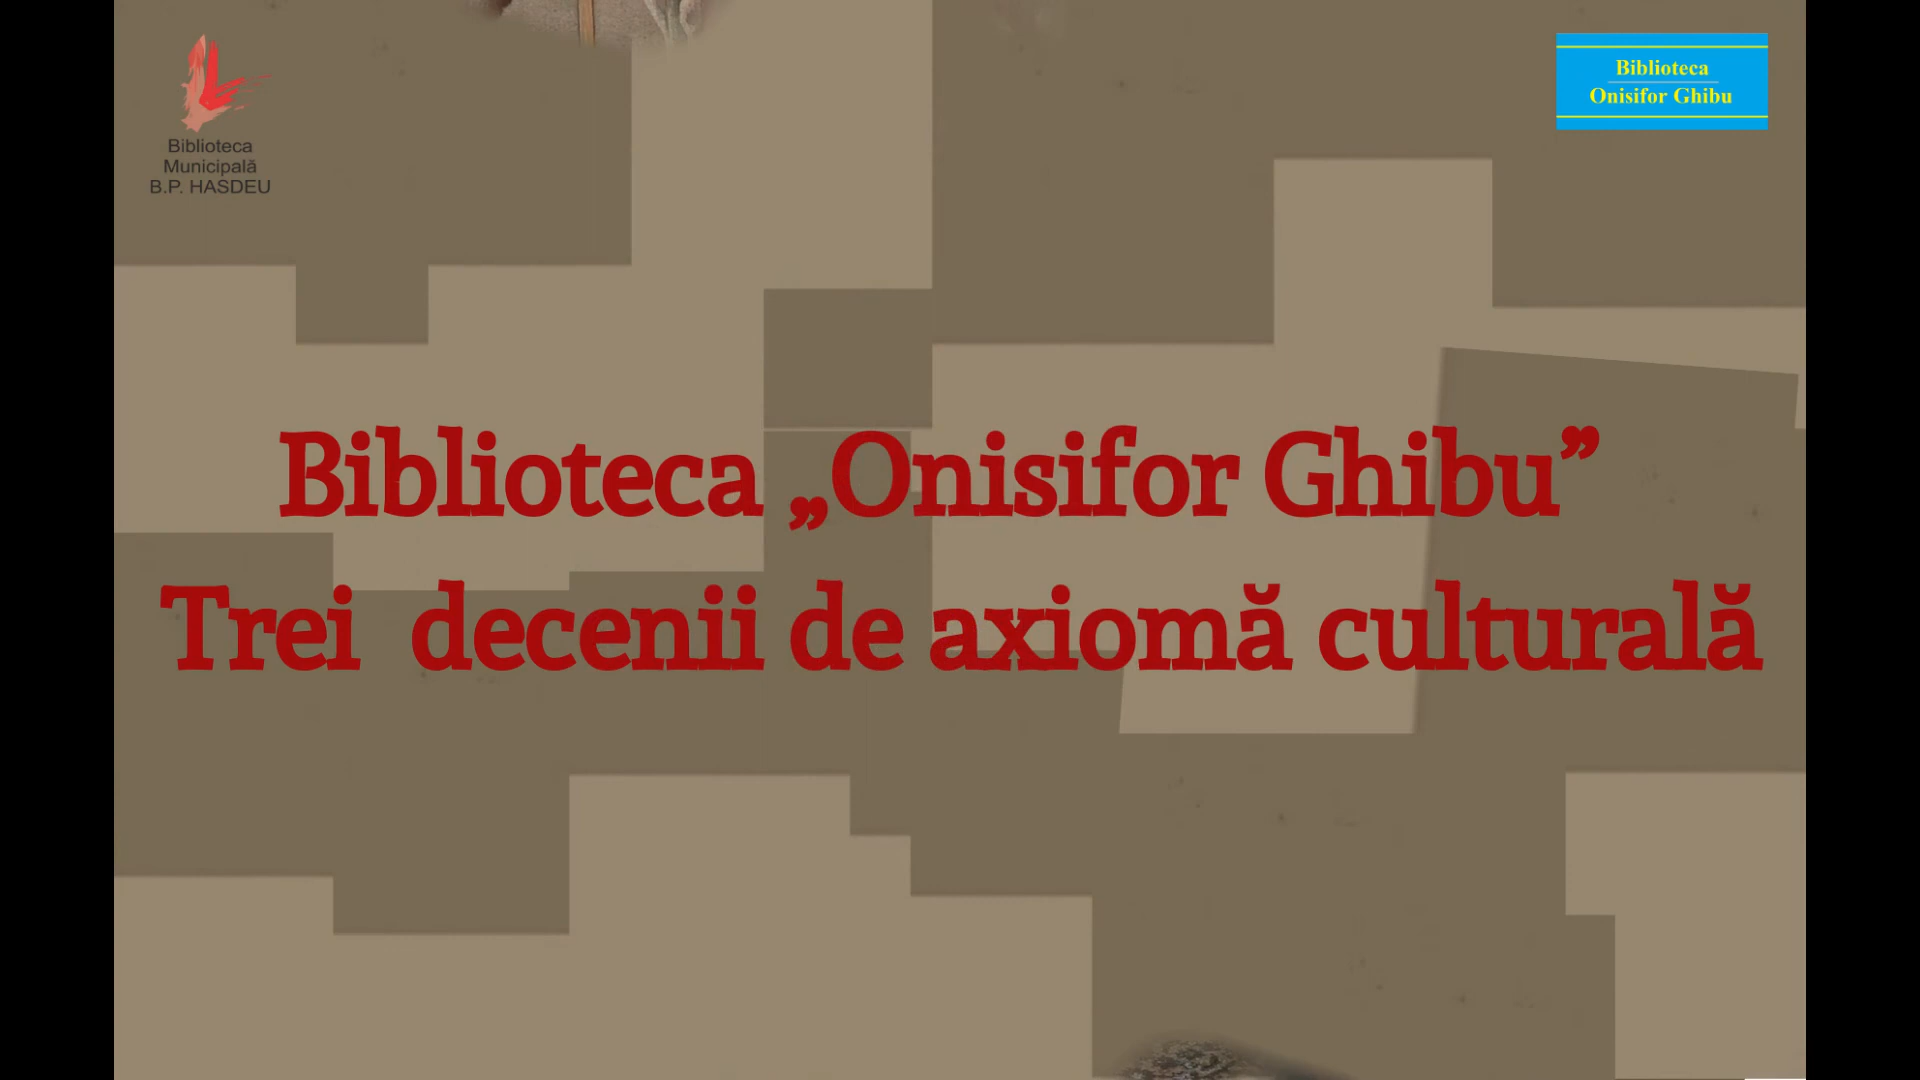 Biblioteca
Municipală
B.P. HASDEU
Biblioteca
Onisifor Ghibu
Biblioteca „Onisifor Ghibu”
Trei decenii de axiomă culturală